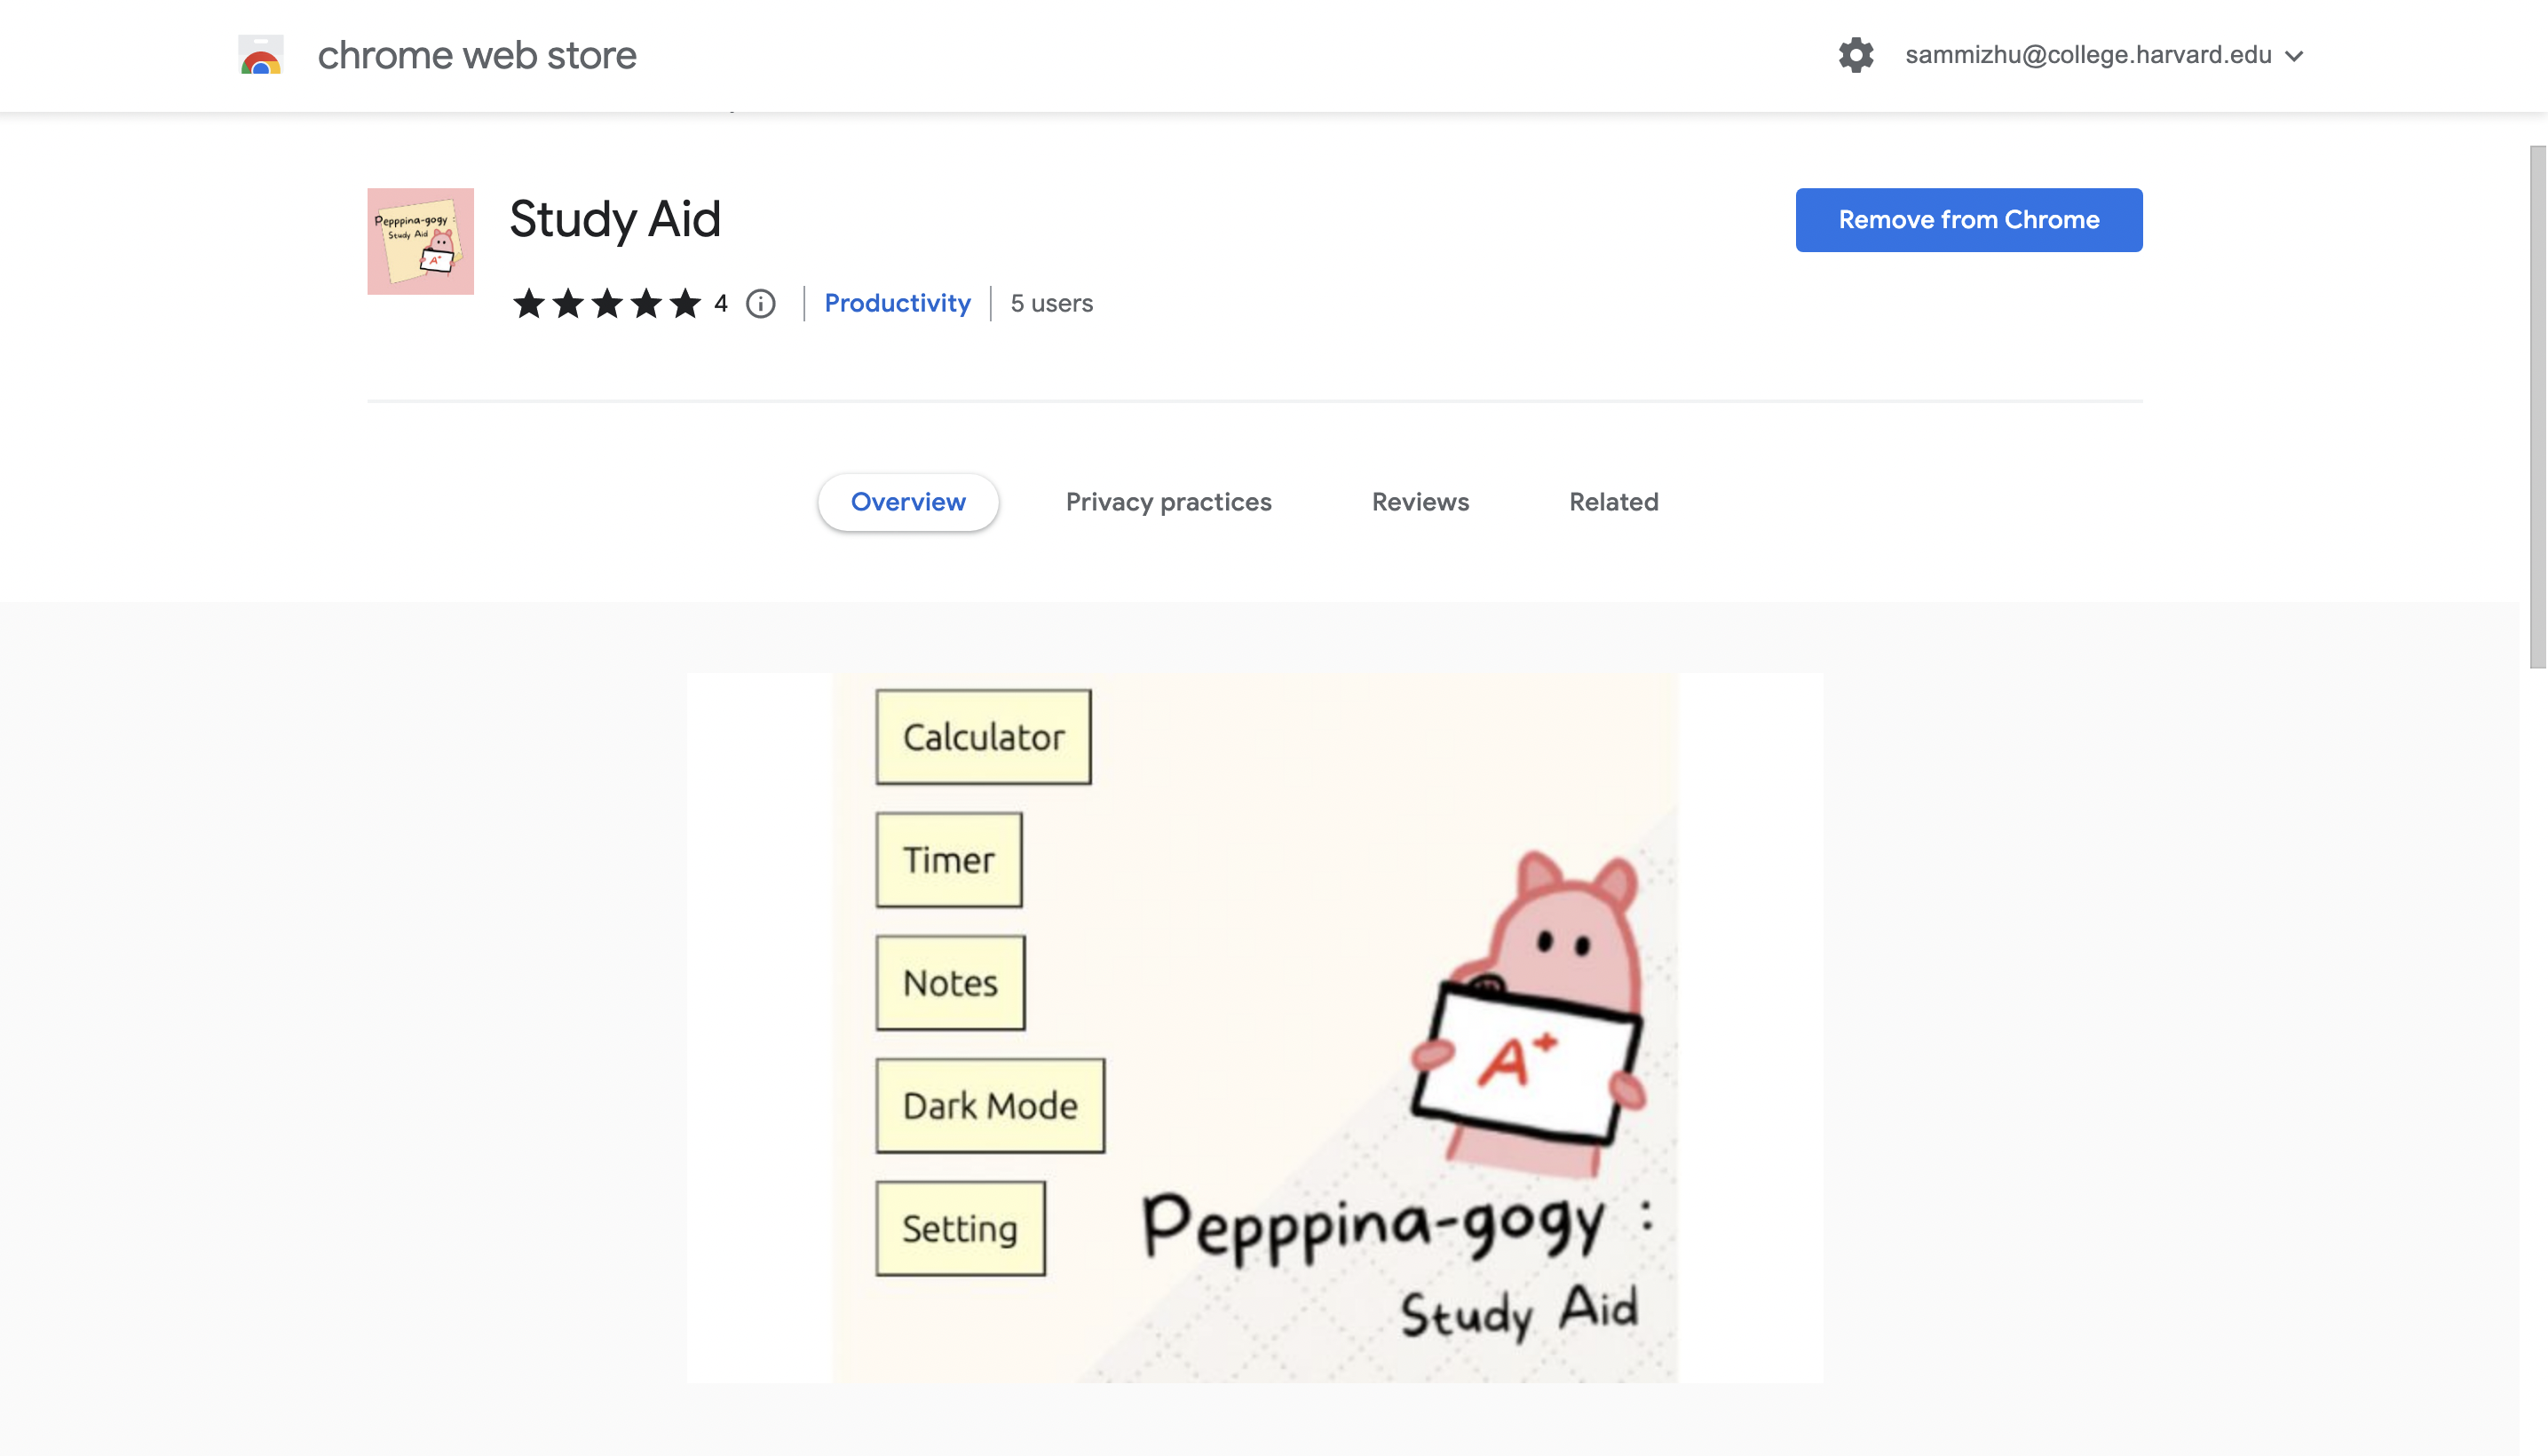 chrome web store
sammizhu@college.harvard.edu
Pepppina-gogy :
Study Aid
A+
Study Aid
Remove from Chrome
4
Productivity
5 users
Overview
Privacy practices
Reviews
Related
Calculator
Timer
Notes
Dark Mode
Setting
A+
Pepppina-gogy :
Study Aid